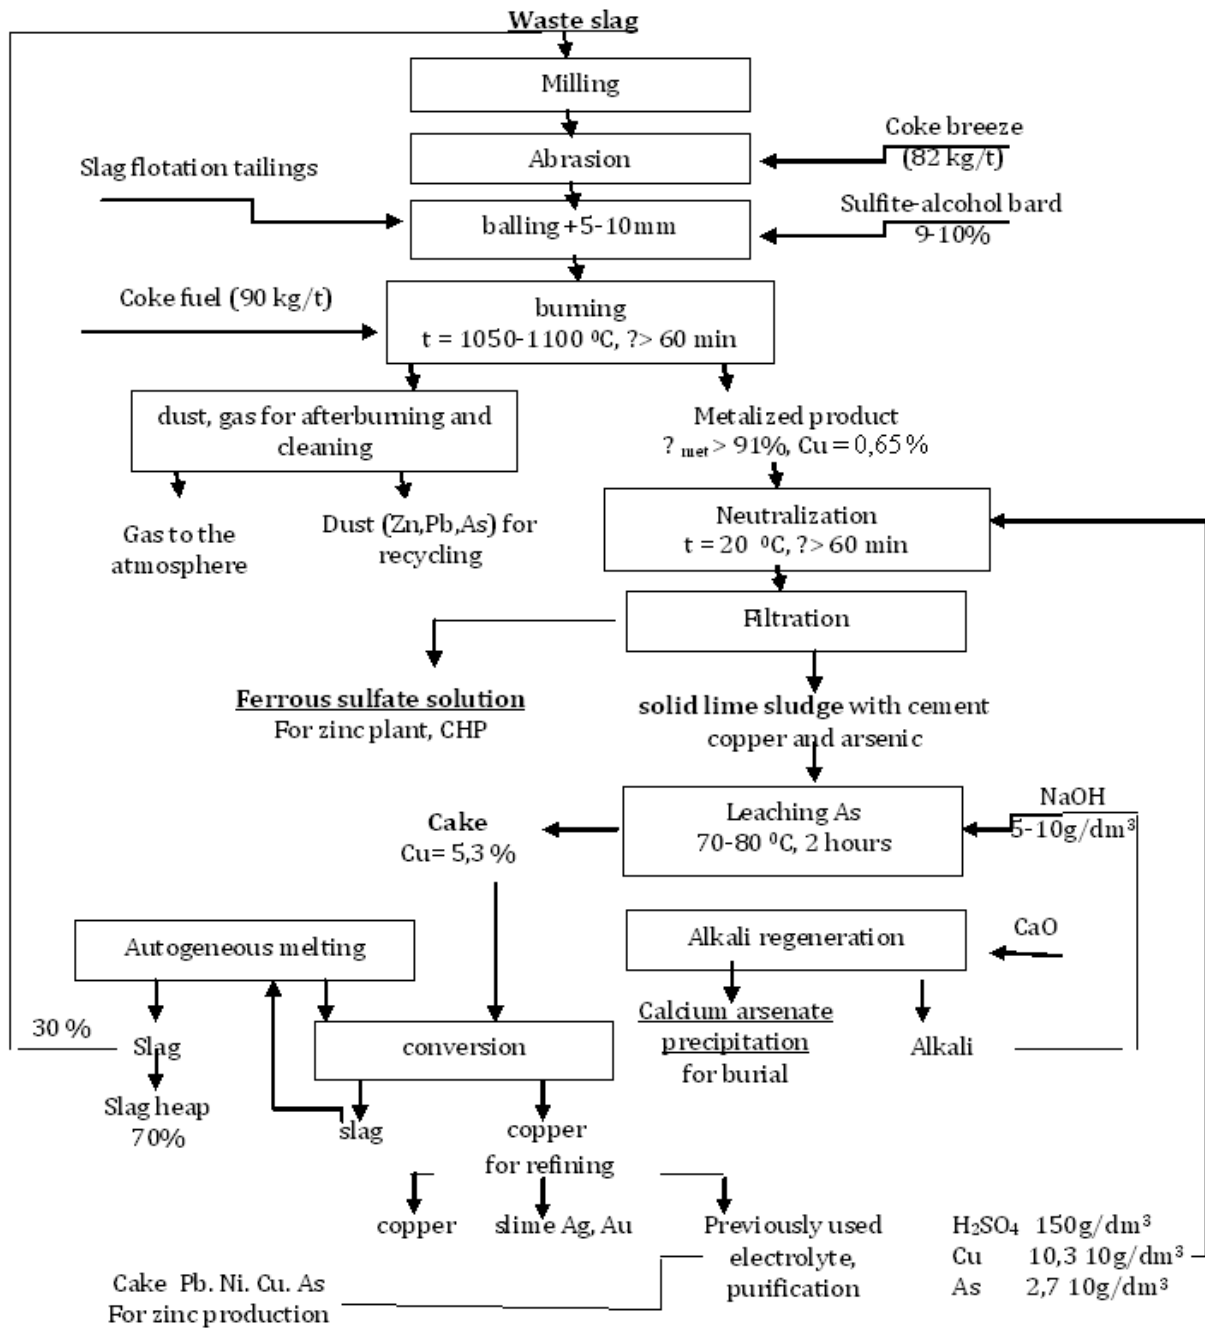 Waste slag
Milling
Abrasion
Coke breeze
(82 kg/t)
Slag flotation tailings
balling +5-10mm
Sulfite-alcohol bard
9-10%
Coke fuel (90 kg/t)
burning
t = 1050-1100 ⁰C, ?> 60 min
dust, gas for afterburning and
cleaning
Metalized product
? met > 91%, Cu = 0,65%
Gas to the
atmosphere
Dust (Zn,Pb,As) for
recycling
Neutralization
t = 20 ⁰C, ?> 60 min
Filtration
Ferrous sulfate solution
For zinc plant, CHP
solid lime sludge with cement
copper and arsenic
Leaching As
70-80 ⁰C, 2 hours
NaOH
5-10g/dm³
Cake
Cu= 5,3 %
Autogeneous melting
Alkali regeneration
CaO
30 %
Slag
conversion
Calcium arsenate
precipitation
for burial
Alkali
Slag heap
70%
slag
copper
for refining
copper
slime Ag, Au
Previously used
electrolyte,
purification
H₂SO₄ 150g/dm³
Cu 10,3 10g/dm³
As 2,7 10g/dm³
Cake Pb. Ni. Cu. As
For zinc production